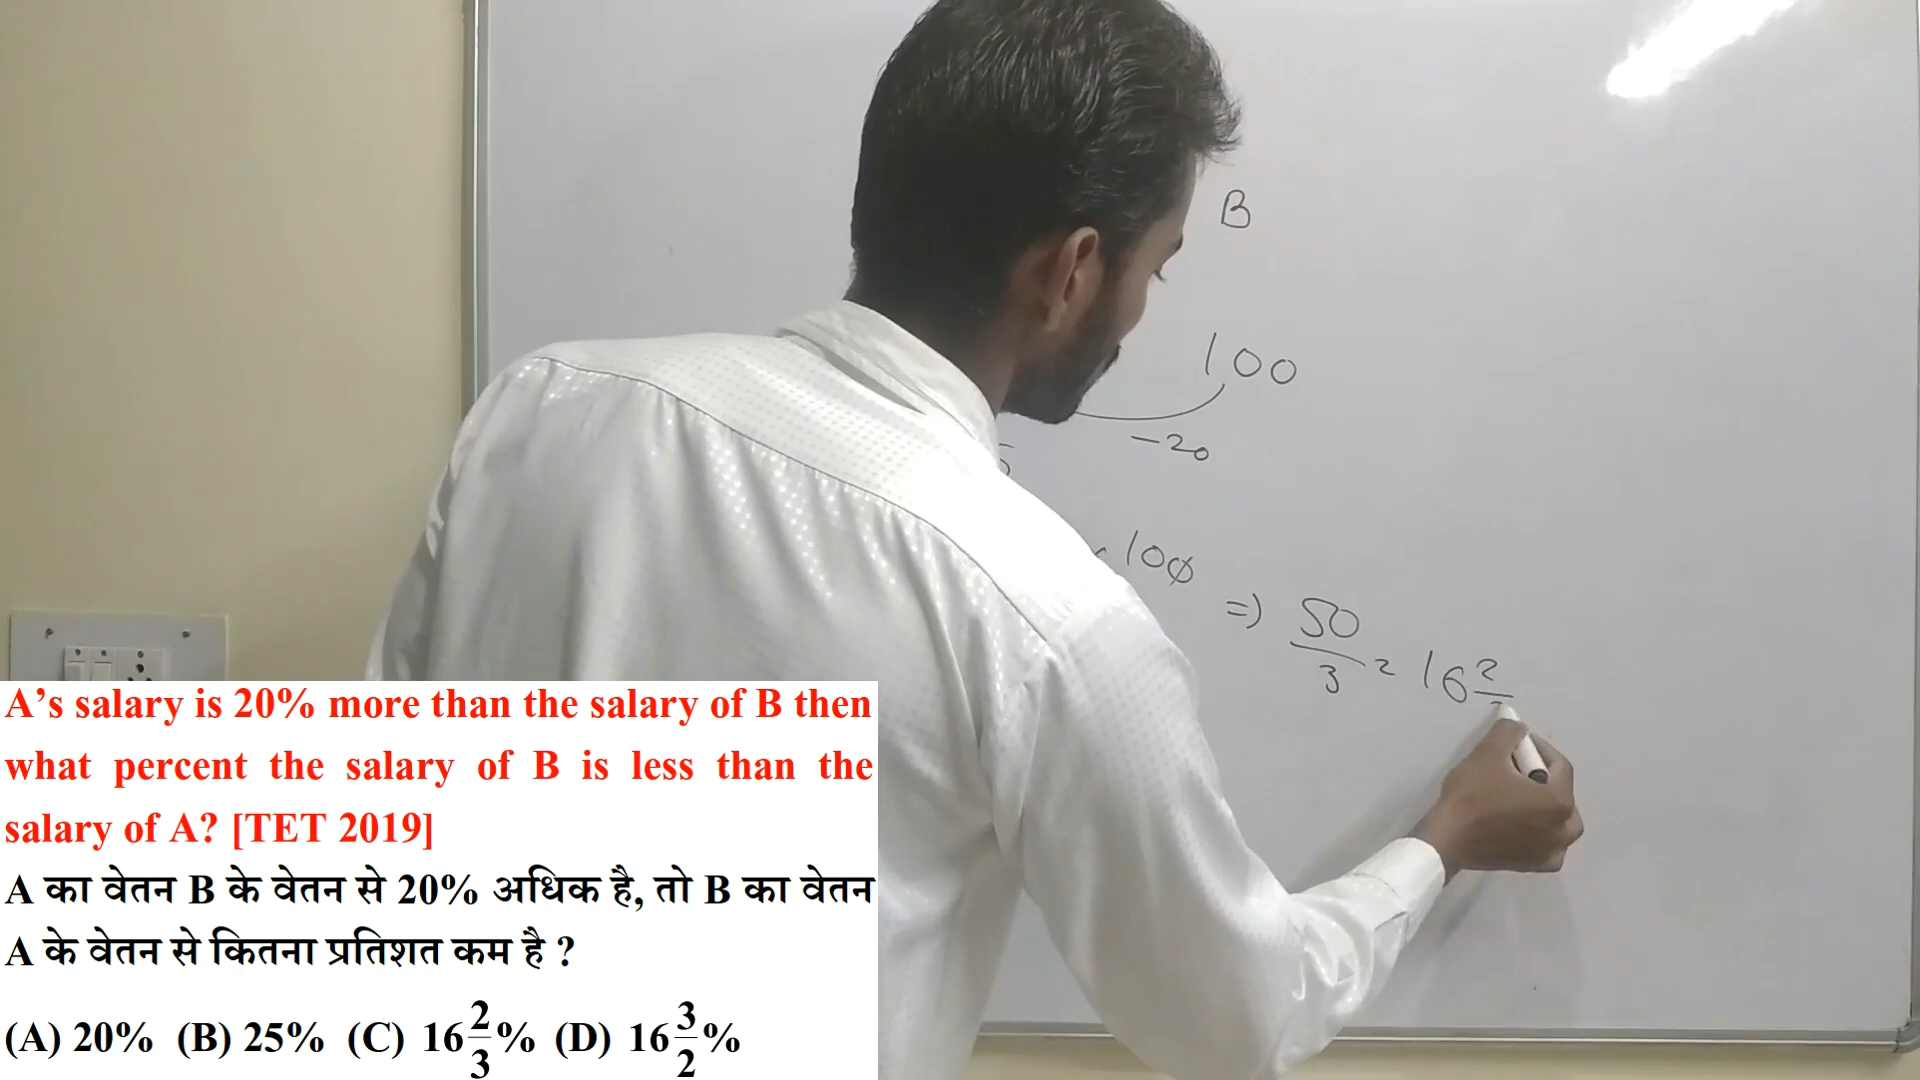 B
100
-20
100 => 50/3 = 16 2/
A’s salary is 20% more than the salary of B then
what percent the salary of B is less than the
salary of A? [TET 2019]
A का वेतन B के वेतन से 20% अधिक है, तो B का वेतन
A के वेतन से कितना प्रतिशत कम है ?
(A) 20% (B) 25% (C) 16 2/3 % (D) 16 3/2 %